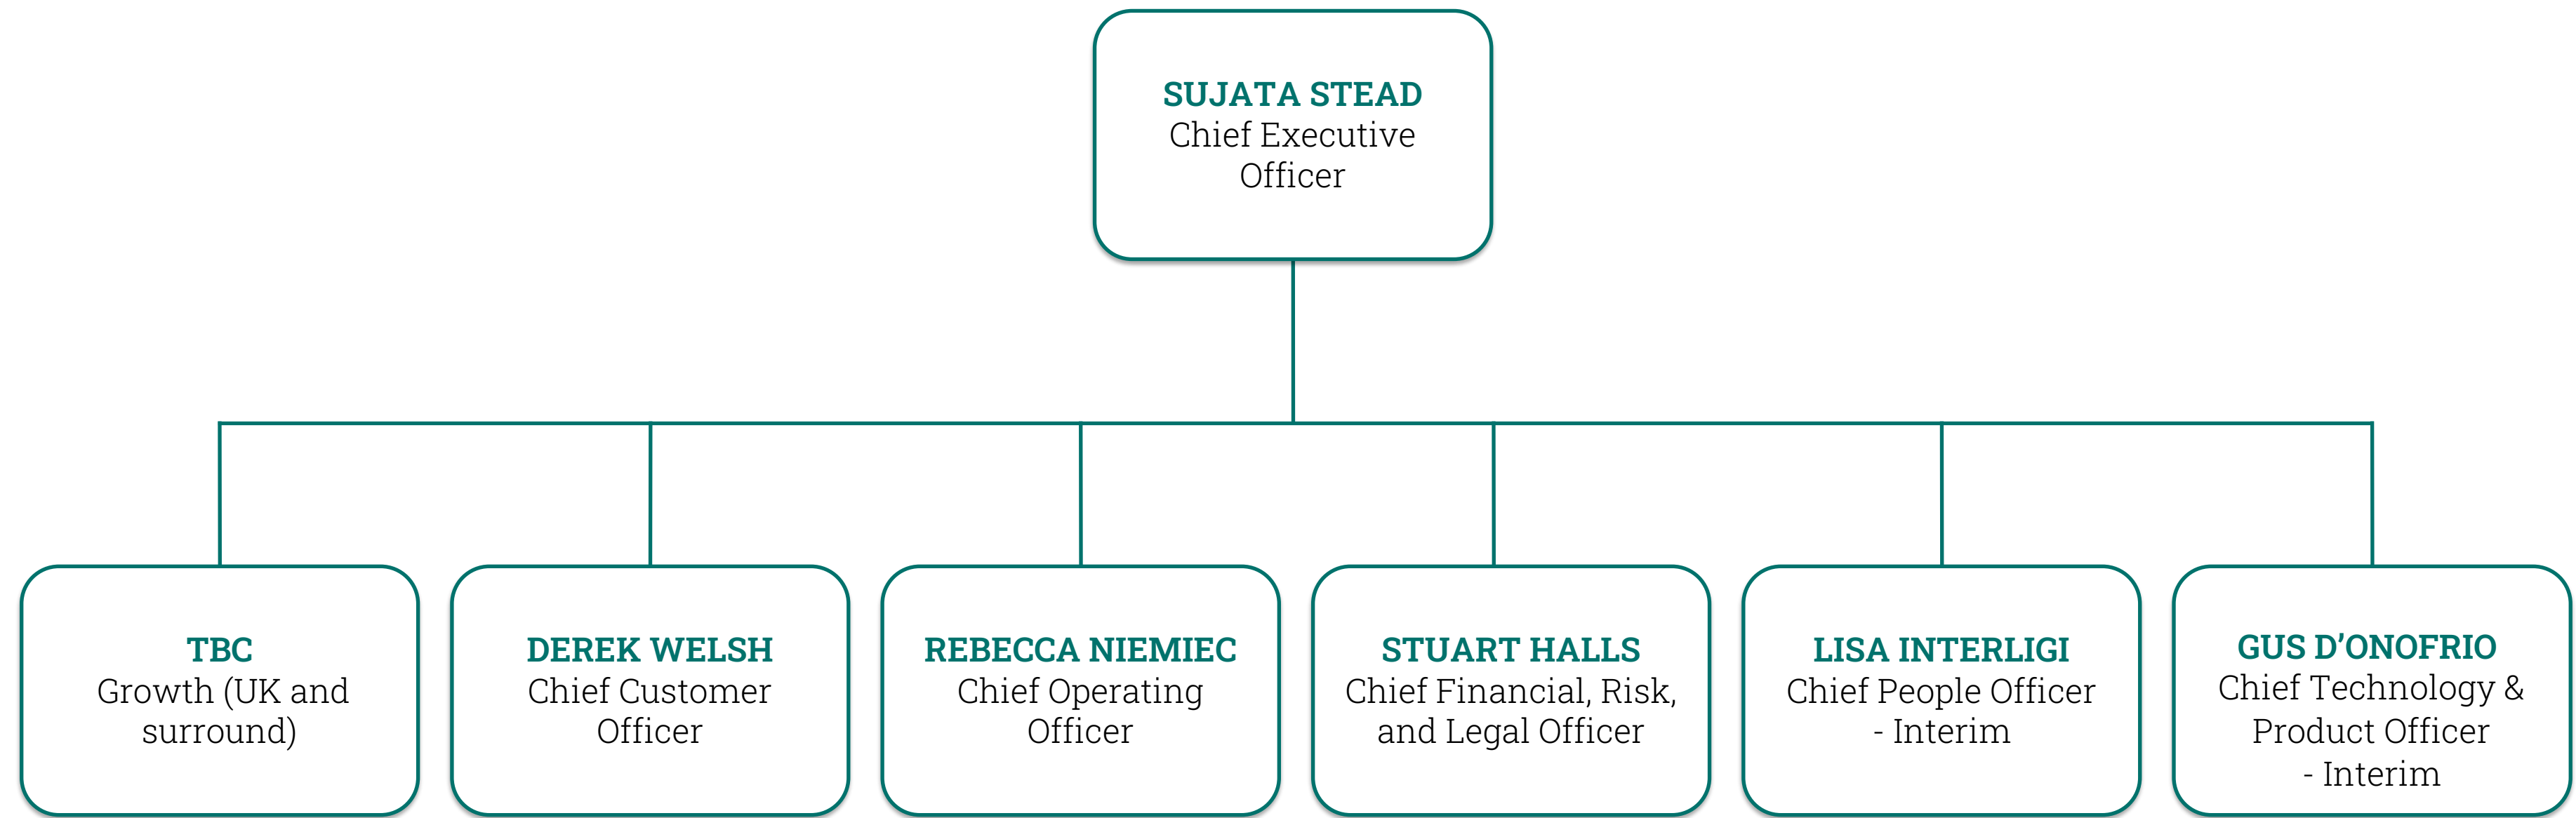 SUJATA STEAD
Chief Executive
Officer
TBC
Growth (UK and
surround)
DEREK WELSH
Chief Customer
Officer
REBECCA NIEMIEC
Chief Operating
Officer
STUART HALLS
Chief Financial, Risk,
and Legal Officer
LISA INTERLIGI
Chief People Officer
- Interim
GUS D’ONOFRIO
Chief Technology &
Product Officer
- Interim